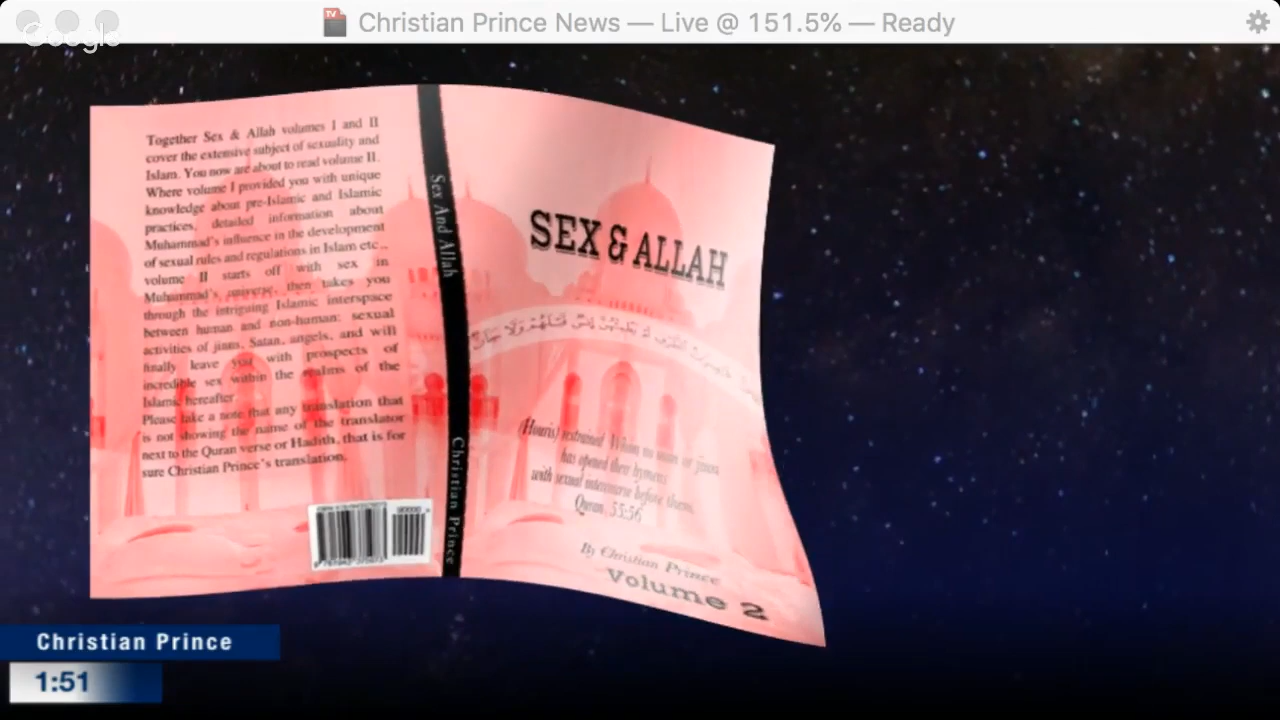 Christian Prince News — Live @ 151.5% — Ready
Google
Together Sex & Allah volumes I and II
cover the extensive subject of sexuality and
Islam. You now are about to read volume II.
Where volume I provided you with unique
knowledge about pre-Islamic and Islamic
practices, detailed information about
Muhammad's influence in the development
of sexual rules and regulations in Islam etc..,
volume II starts off with sex in
Muhammad's universe, then takes you
through the intriguing Islamic interspace
between human and non-human: sexual
activities of jinns, Satan, angels, and will
finally leave you with prospects of
incredible sex within the realms of the
Islamic hereafter.
Please take a note that any translation that
is not showing the name of the translator
next to the Quran verse or Hadith, that is for
sure Christian Prince's translation.
Sex And Allah
Christian Prince
SEX & ALLAH
(Houris) restrained Whom no man or jinns
has opened their hymens
with sexual intercourse before them.
Quran 55:56
By Christian Prince
Volume 2
Christian Prince
1:51